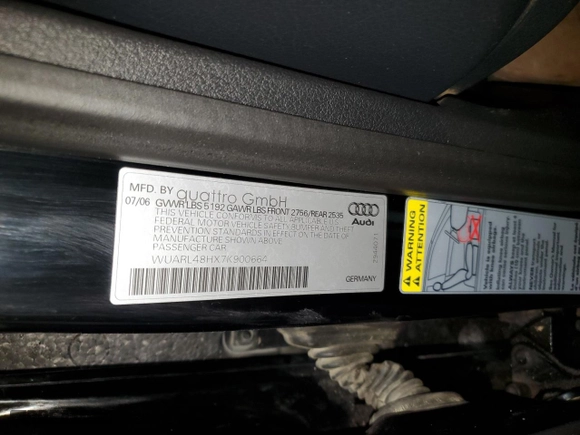 MFD. BY quattro GmbH
07/06 GVWR LBS 5192 GAWR LBS FRONT 2756/REAR 2535
THIS VEHICLE CONFORMS TO ALL APPLICABLE
FEDERAL MOTOR VEHICLE SAFETY BUMPER AND THEFT
PREVENTION STANDARDS IN EFFECT ON THE DATE OF
MANUFACTURE SHOWN ABOVE.
PASSENGER CAR
WUARL48HX7K900664
GERMANY
Audi
WARNING
ATTENTION